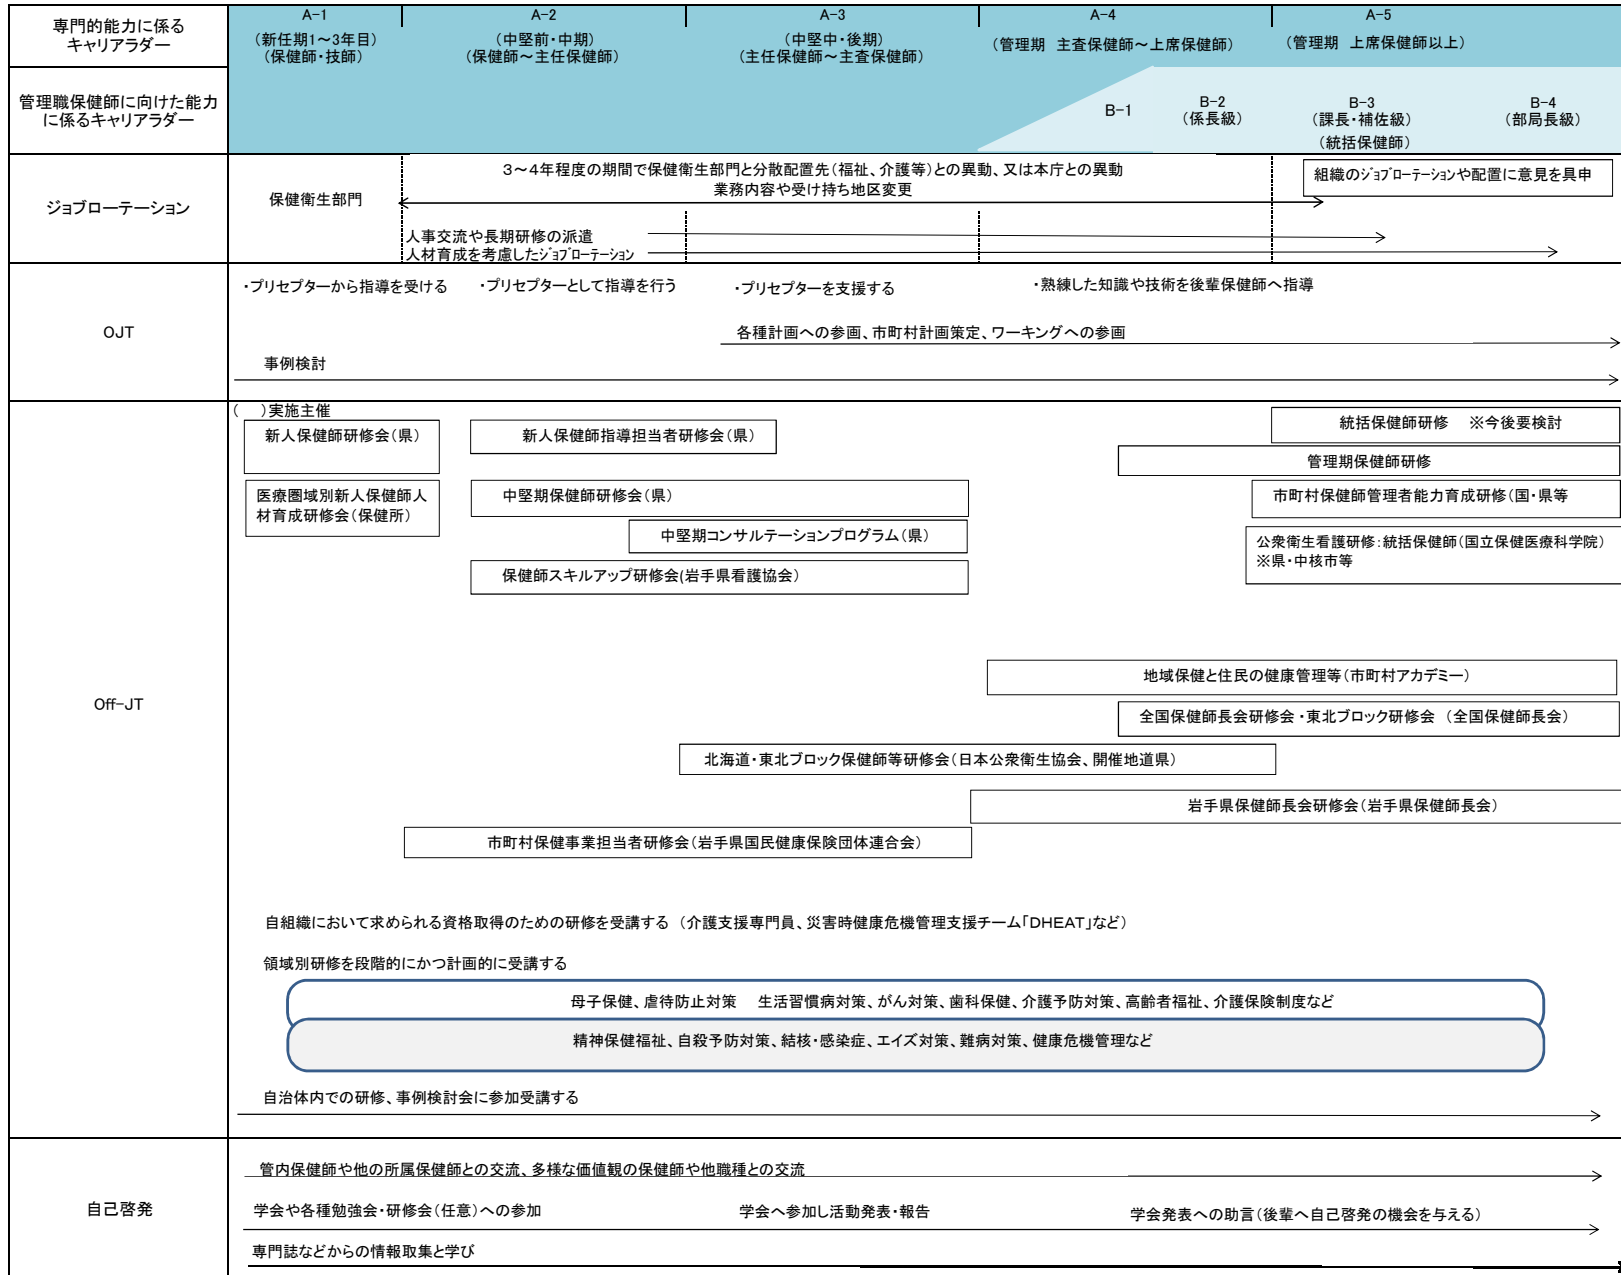 専門的能力に係る
キャリアラダー
A-1
(新任期1～3年目)
(保健師・技師)
A-2
(中堅前・中期)
(保健師～主任保健師)
A-3
(中堅中・後期)
(主任保健師～主査保健師)
A-4
(管理期 主査保健師～上席保健師)
A-5
(管理期 上席保健師以上)
管理職保健師に向けた能力
に係るキャリアラダー
B-1
B-2
(係長級)
B-3
(課長・補佐級)
(統括保健師)
B-4
(部局長級)
ジョブローテーション
保健衛生部門
３～４年程度の期間で保健衛生部門と分散配置先(福祉、介護等)との異動、又は本庁との異動
業務内容や受け持ち地区変更
組織のｼﾞｮﾌﾞﾛｰﾃｰｼｮﾝや配置に意見を具申
人事交流や長期研修の派遣
人材育成を考慮したｼﾞｮﾌﾞﾛｰﾃｰｼｮﾝ
OJT
・プリセプターから指導を受ける
・プリセプターとして指導を行う
・プリセプターを支援する
・熟練した知識や技術を後輩保健師へ指導
各種計画への参画、市町村計画策定、ワーキングへの参画
事例検討
Off-JT
(　)実施主催
新人保健師研修会(県)
新人保健師指導担当者研修会(県)
統括保健師研修　※今後要検討
管理期保健師研修
医療圏域別新人保健師人
材育成研修会(保健所)
中堅期保健師研修会(県)
市町村保健師管理者能力育成研修(国・県等
中堅期コンサルテーションプログラム(県)
公衆衛生看護研修:統括保健師(国立保健医療科学院)
※県・中核市等
保健師スキルアップ研修会(岩手県看護協会)
地域保健と住民の健康管理等(市町村アカデミー)
全国保健師長会研修会・東北ブロック研修会 (全国保健師長会)
北海道・東北ブロック保健師等研修会(日本公衆衛生協会、開催地道県)
岩手県保健師長会研修会(岩手県保健師長会)
市町村保健事業担当者研修会(岩手県国民健康保険団体連合会)
自組織において求められる資格取得のための研修を受講する (介護支援専門員、災害時健康危機管理支援チーム「DHEAT」など)
領域別研修を段階的にかつ計画的に受講する
母子保健、虐待防止対策　生活習慣病対策、がん対策、歯科保健、介護予防対策、高齢者福祉、介護保険制度など
精神保健福祉、自殺予防対策、結核・感染症、エイズ対策、難病対策、健康危機管理など
自治体内での研修、事例検討会に参加受講する
自己啓発
管内保健師や他の所属保健師との交流、多様な価値観の保健師や他職種との交流
学会や各種勉強会・研修会(任意)への参加
学会へ参加し活動発表・報告
学会発表への助言(後輩へ自己啓発の機会を与える)
専門誌などからの情報取集と学び